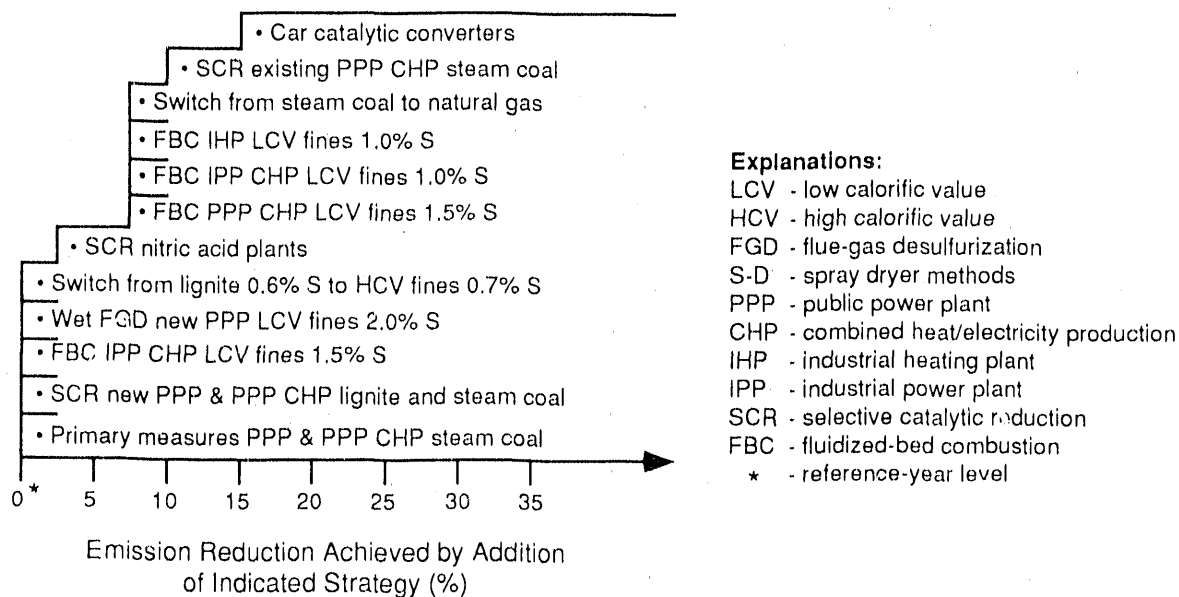 • Car catalytic converters
• SCR existing PPP CHP steam coal
• Switch from steam coal to natural gas
• FBC IHP LCV fines 1.0% S
• FBC IPP CHP LCV fines 1.0% S
• FBC PPP CHP LCV fines 1.5% S
• SCR nitric acid plants
• Switch from lignite 0.6% S to HCV fines 0.7% S
• Wet FGD new PPP LCV fines 2.0% S
• FBC IPP CHP LCV fines 1.5% S
• SCR new PPP & PPP CHP lignite and steam coal
• Primary measures PPP & PPP CHP steam coal
0 * 5 10 15 20 25 30 35
Emission Reduction Achieved by Addition
of Indicated Strategy (%)
Explanations:
LCV - low calorific value
HCV - high calorific value
FGD - flue-gas desulfurization
S-D - spray dryer methods
PPP - public power plant
CHP - combined heat/electricity production
IHP - industrial heating plant
IPP - industrial power plant
SCR - selective catalytic reduction
FBC - fluidized-bed combustion
* - reference-year level